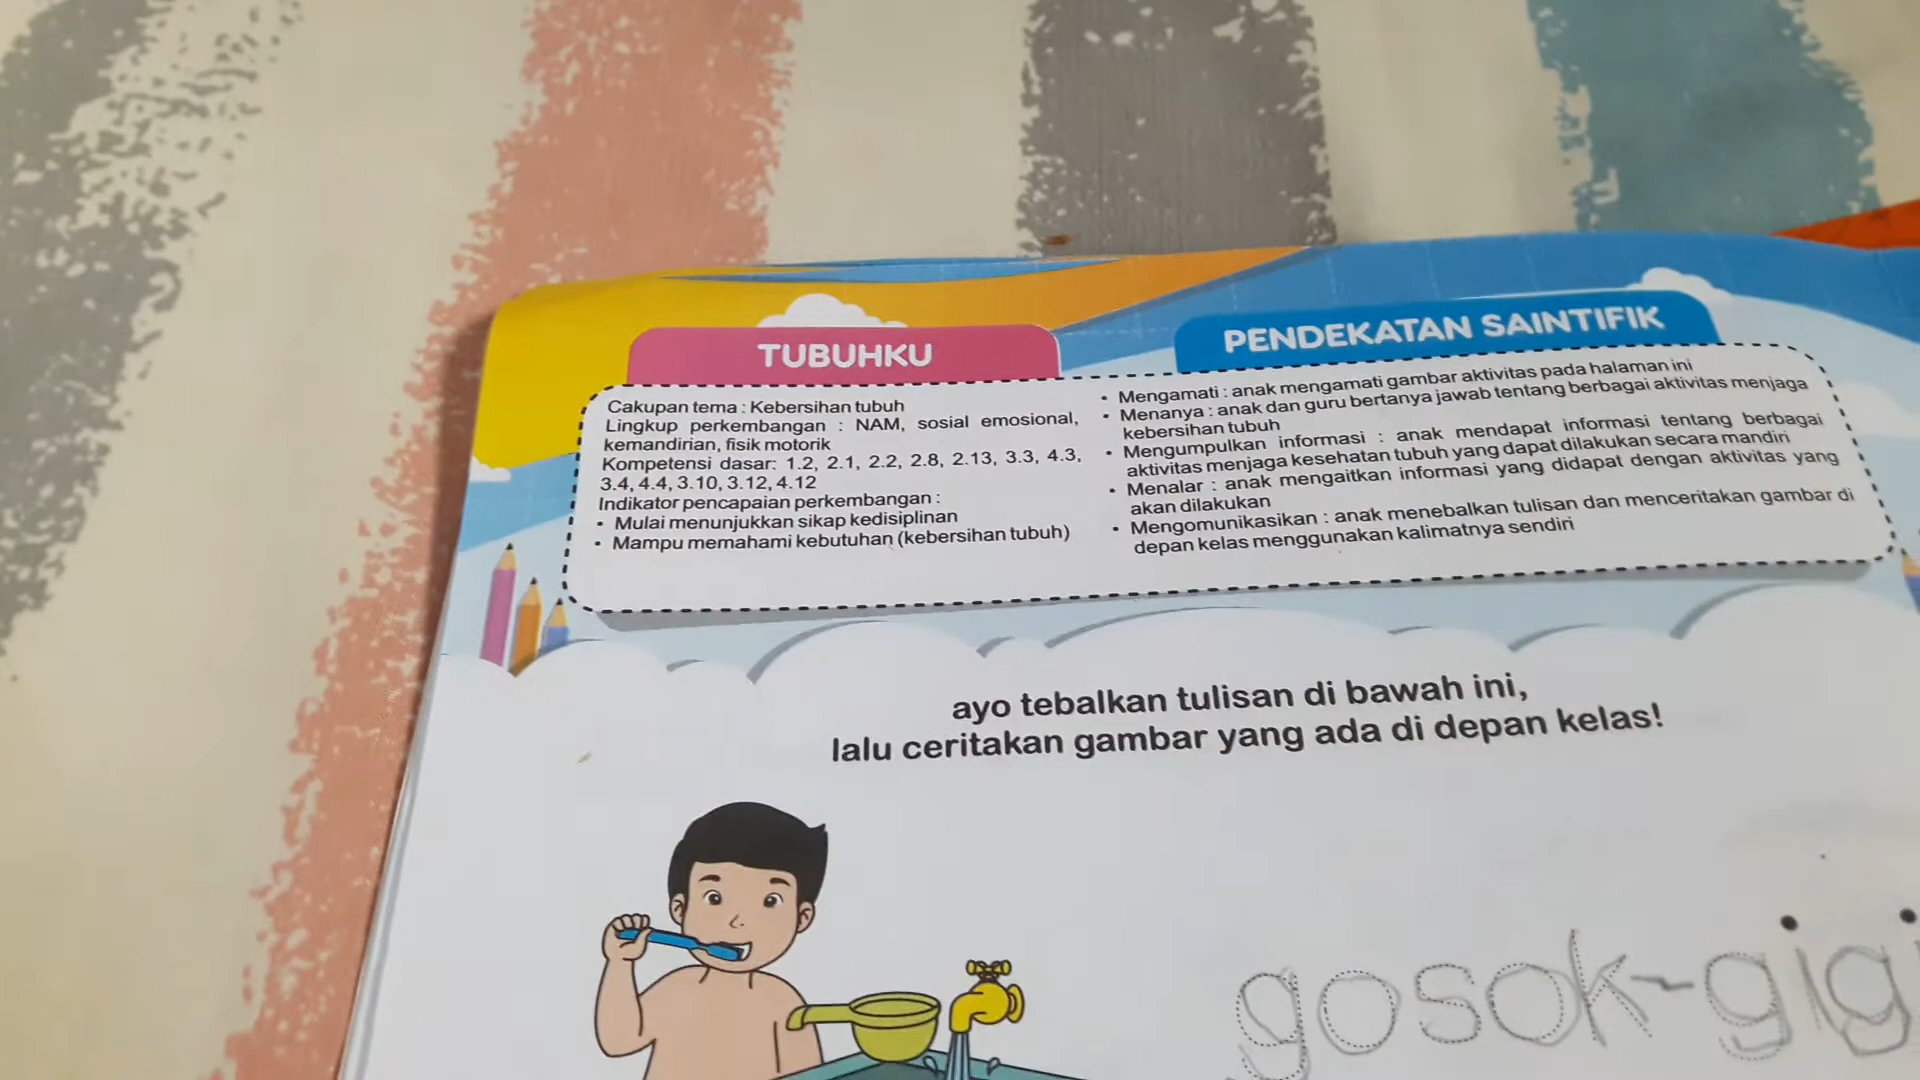 TUBUHKU
Cakupan tema : Kebersihan tubuh
Lingkup perkembangan : NAM, sosial emosional,
kemandirian, fisik motorik
Kompetensi dasar: 1.2, 2.1, 2.2, 2.8, 2.13, 3.3, 4.3,
3.4, 4.4, 3.10, 3.12, 4.12
Indikator pencapaian perkembangan :
• Mulai menunjukkan sikap kedisiplinan
• Mampu memahami kebutuhan (kebersihan tubuh)
PENDEKATAN SAINTIFIK
• Mengamati : anak mengamati gambar aktivitas pada halaman ini
• Menanya : anak dan guru bertanya jawab tentang berbagai aktivitas menjaga
kebersihan tubuh
• Mengumpulkan informasi : anak mendapat informasi tentang berbagai
aktivitas menjaga kesehatan tubuh yang dapat dilakukan secara mandiri
• Menalar : anak mengaitkan informasi yang didapat dengan aktivitas yang
akan dilakukan
• Mengomunikasikan : anak menebalkan tulisan dan menceritakan gambar di
depan kelas menggunakan kalimatnya sendiri
ayo tebalkan tulisan di bawah ini,
lalu ceritakan gambar yang ada di depan kelas!
gosok-gigi